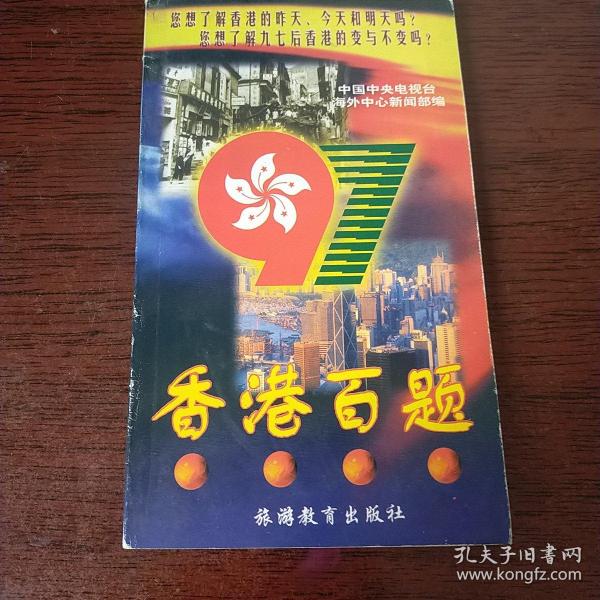 您想了解香港的昨天、今天和明天吗?
您想了解九七后香港的变与不变吗?
中国中央电视台
海外中心新闻部编
97
香港百题
旅游教育出版社
孔夫子旧书网
www.kongfz.com